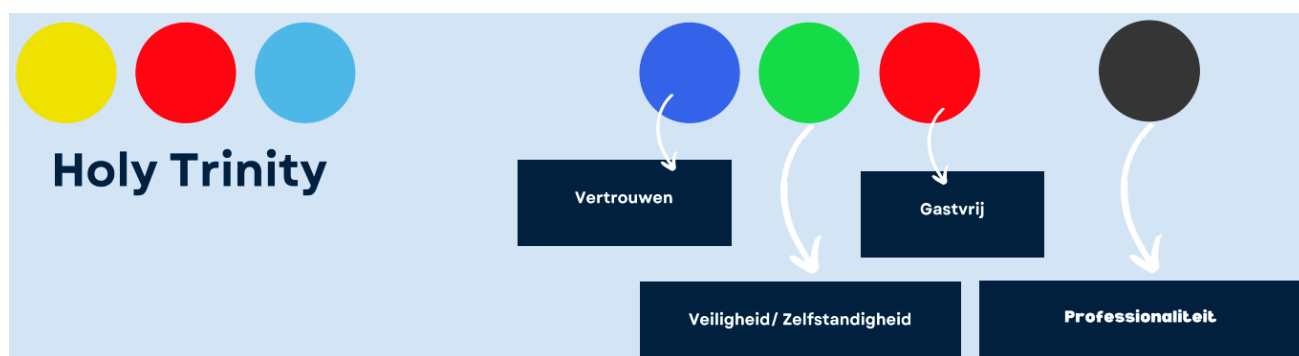 Holy Trinity
Vertrouwen
Gastvrij
Veiligheid/ Zelfstandigheid
Professionaliteit